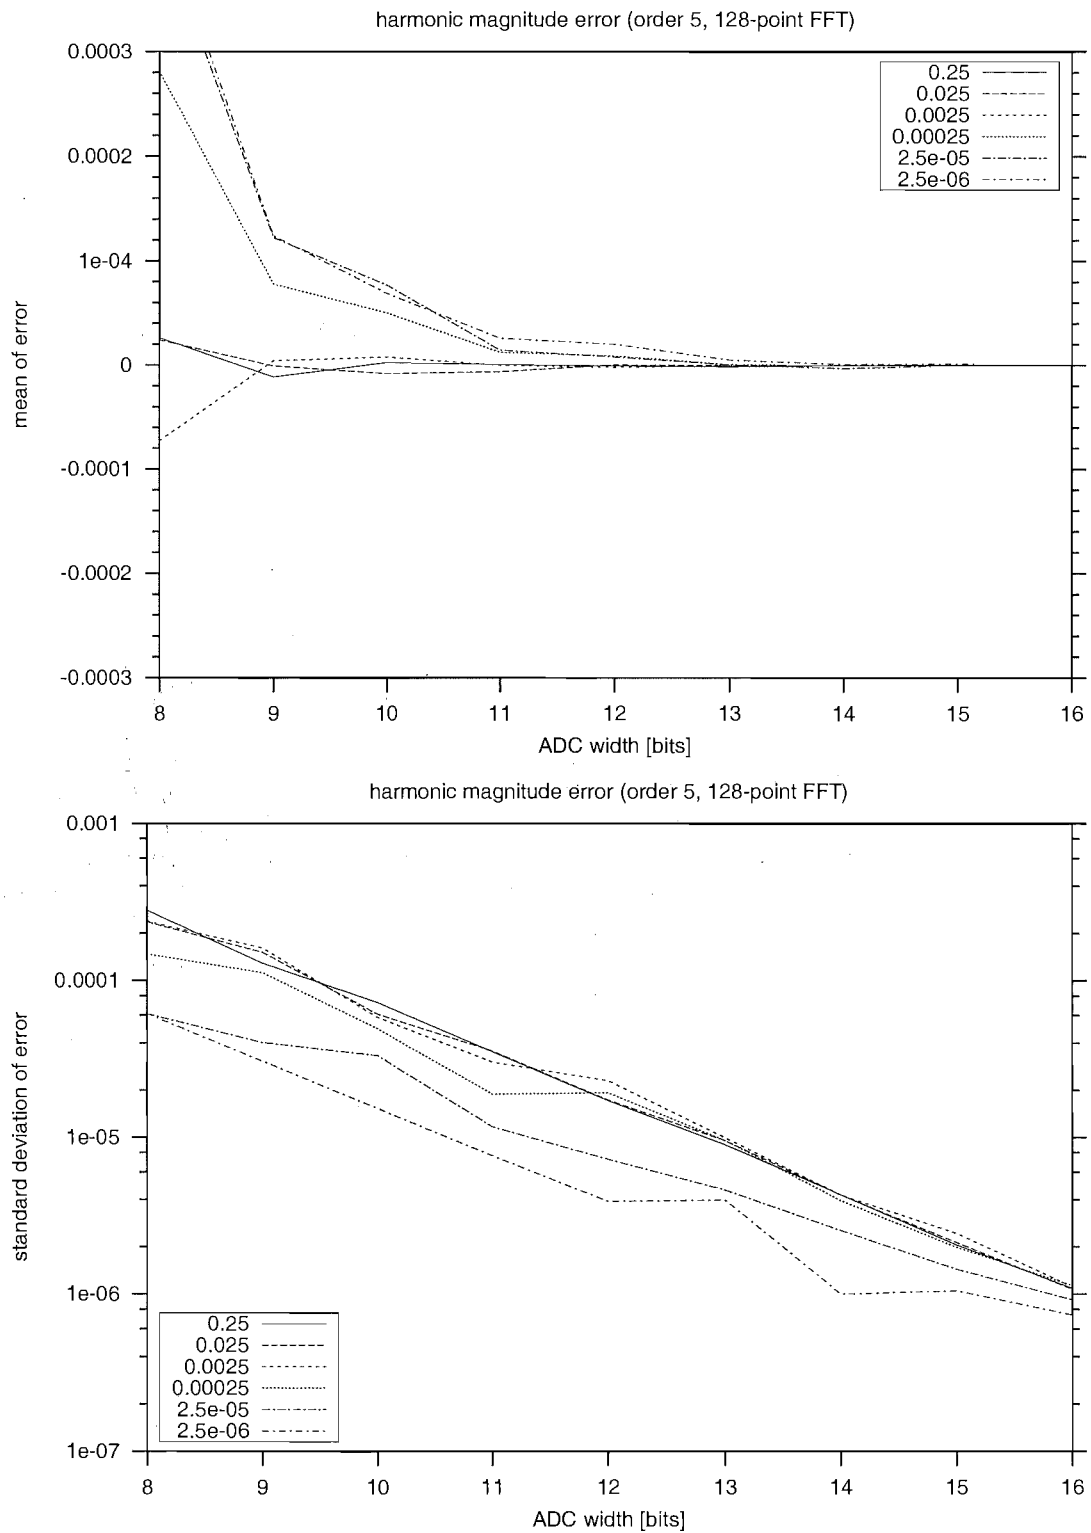 harmonic magnitude error (order 5, 128-point FFT)
0.0003
0.0002
1e-04
0
-0.0001
-0.0002
-0.0003
mean of error
0.25
0.025
0.0025
0.00025
2.5e-05
2.5e-06
8 9 10 11 12 13 14 15 16
ADC width [bits]
harmonic magnitude error (order 5, 128-point FFT)
0.001
0.0001
1e-05
1e-06
1e-07
standard deviation of error
0.25
0.025
0.0025
0.00025
2.5e-05
2.5e-06
8 9 10 11 12 13 14 15 16
ADC width [bits]